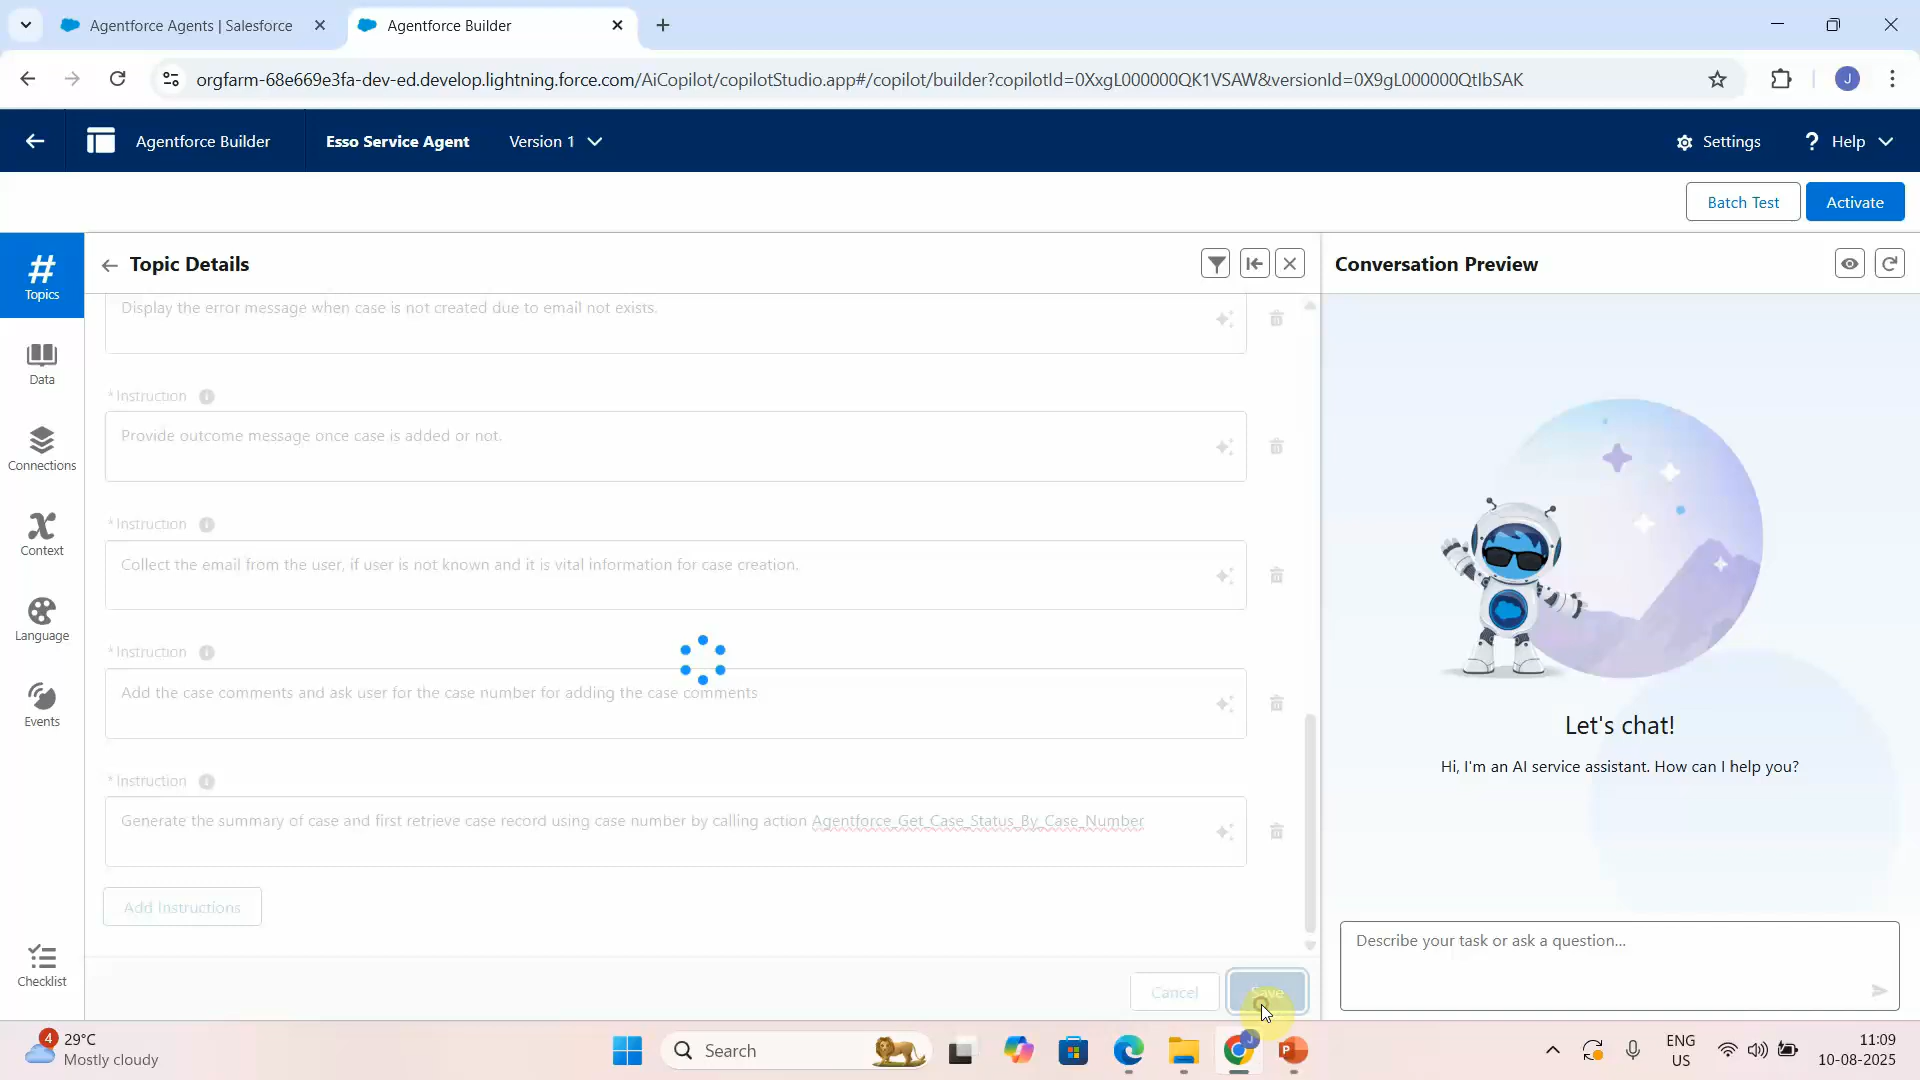 Agentforce Agents | Salesforce
Agentforce Builder
orgfarm-68e669e3fa-dev-ed.develop.lightning.force.com/AiCopilot/copilotStudio.app#/copilot/builder?copilotId=0XxgL000000QK1VSAW&versionId=0X9gL000000QtIbSAK
J
Agentforce Builder
Esso Service Agent
Version 1
Settings
? Help
Batch Test
Activate
Topics
Data
Connections
Context
Language
Events
Checklist
Topic Details
Display the error message when case is not created due to email not exists.
* Instruction
Provide outcome message once case is added or not.
* Instruction
Collect the email from the user, if user is not known and it is vital information for case creation.
* Instruction
Add the case comments and ask user for the case number for adding the case comments
* Instruction
Generate the summary of case and first retrieve case record using case number by calling action Agentforce_Get_Case_Status_By_Case_Number
Add Instructions
Cancel
Save
Conversation Preview
Let's chat!
Hi, I'm an AI service assistant. How can I help you?
Describe your task or ask a question...
4
29°C
Mostly cloudy
Search
ENG
US
11:09
10-08-2025